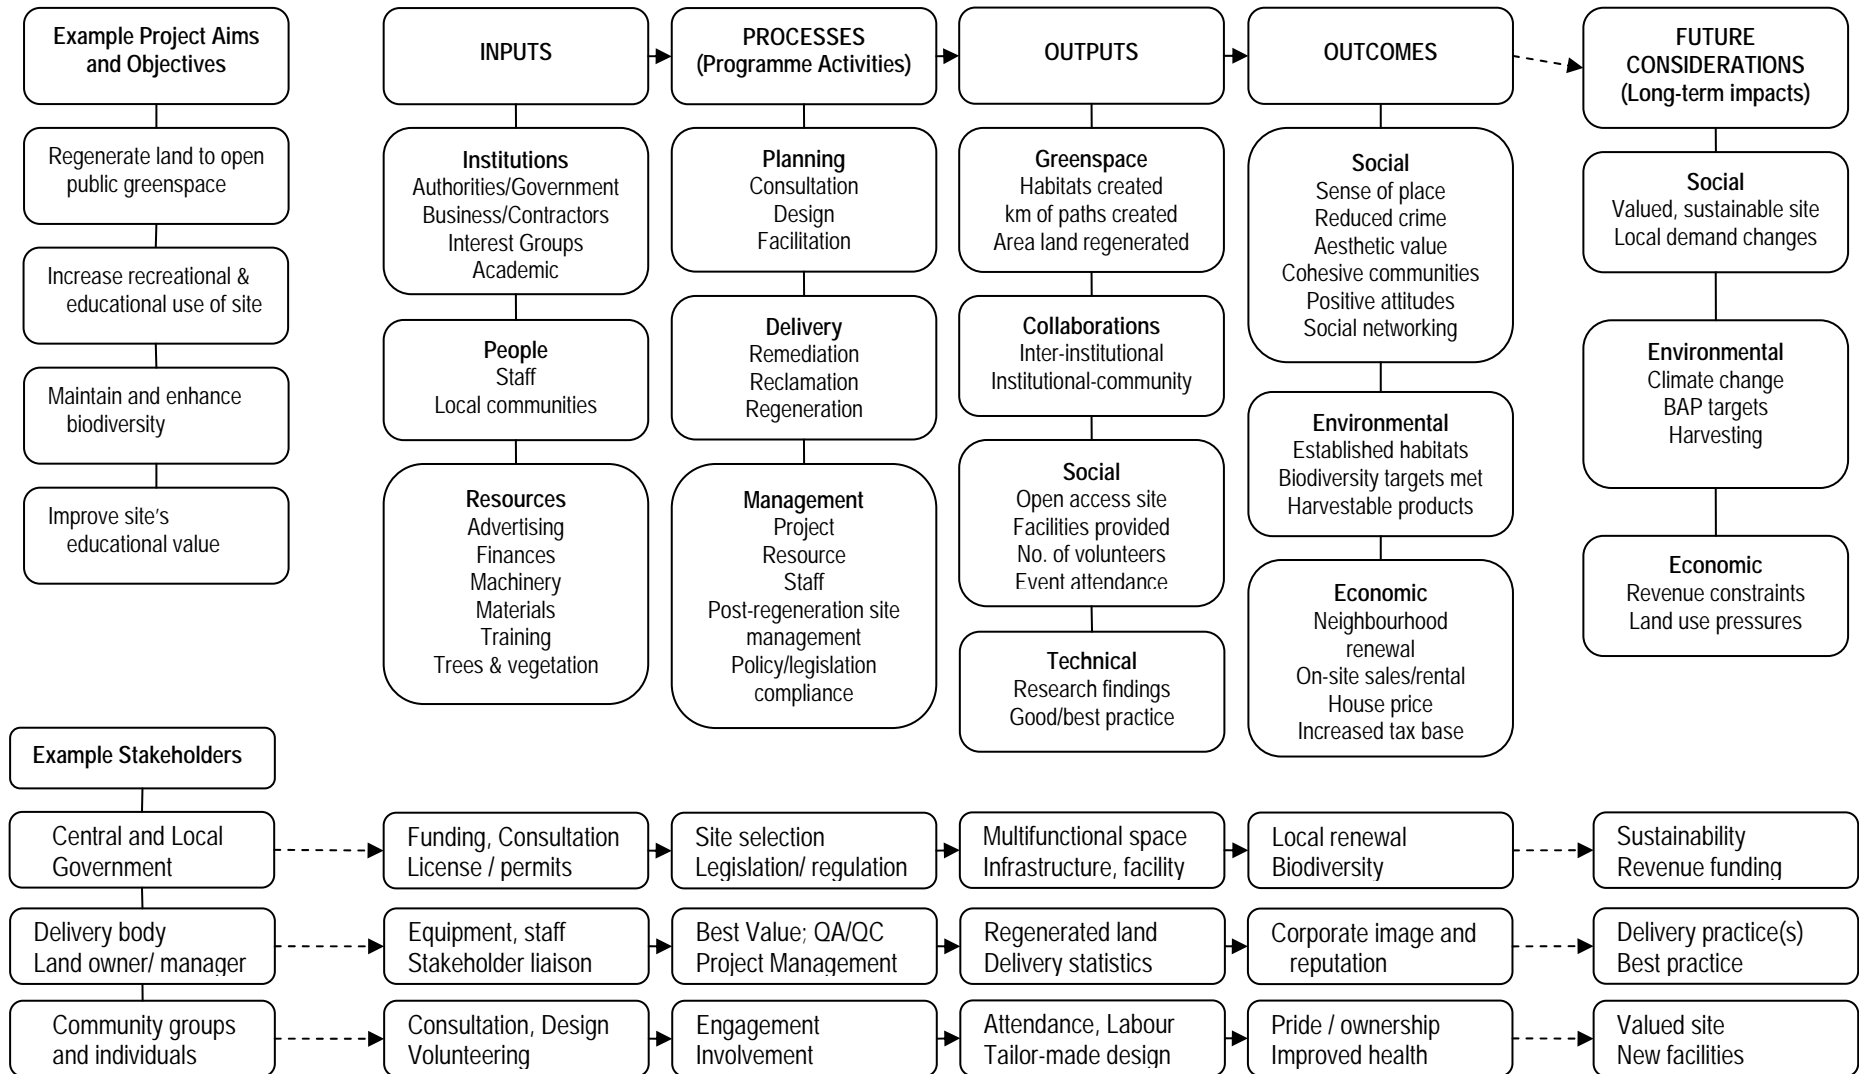 Example Project Aims
and Objectives
Regenerate land to open
public greenspace
Increase recreational &
educational use of site
Maintain and enhance
biodiversity
Improve site's
educational value
INPUTS
Institutions
Authorities/Government
Business/Contractors
Interest Groups
Academic
People
Staff
Local communities
Resources
Advertising
Finances
Machinery
Materials
Training
Trees & vegetation
PROCESSES
(Programme Activities)
Planning
Consultation
Design
Facilitation
Delivery
Remediation
Reclamation
Regeneration
Management
Project
Resource
Staff
Post-regeneration site
management
Policy/legislation
compliance
OUTPUTS
Greenspace
Habitats created
km of paths created
Area land regenerated
Collaborations
Inter-institutional
Institutional-community
Social
Open access site
Facilities provided
No. of volunteers
Event attendance
Technical
Research findings
Good/best practice
OUTCOMES
Social
Sense of place
Reduced crime
Aesthetic value
Cohesive communities
Positive attitudes
Social networking
Environmental
Established habitats
Biodiversity targets met
Harvestable products
Economic
Neighbourhood
renewal
On-site sales/rental
House price
Increased tax base
FUTURE
CONSIDERATIONS
(Long-term impacts)
Social
Valued, sustainable site
Local demand changes
Environmental
Climate change
BAP targets
Harvesting
Economic
Revenue constraints
Land use pressures
Example Stakeholders
Central and Local
Government
Funding, Consultation
License / permits
Site selection
Legislation/ regulation
Multifunctional space
Infrastructure, facility
Local renewal
Biodiversity
Sustainability
Revenue funding
Delivery body
Land owner/ manager
Equipment, staff
Stakeholder liaison
Best Value; QA/QC
Project Management
Regenerated land
Delivery statistics
Corporate image and
reputation
Delivery practice(s)
Best practice
Community groups
and individuals
Consultation, Design
Volunteering
Engagement
Involvement
Attendance, Labour
Tailor-made design
Pride / ownership
Improved health
Valued site
New facilities